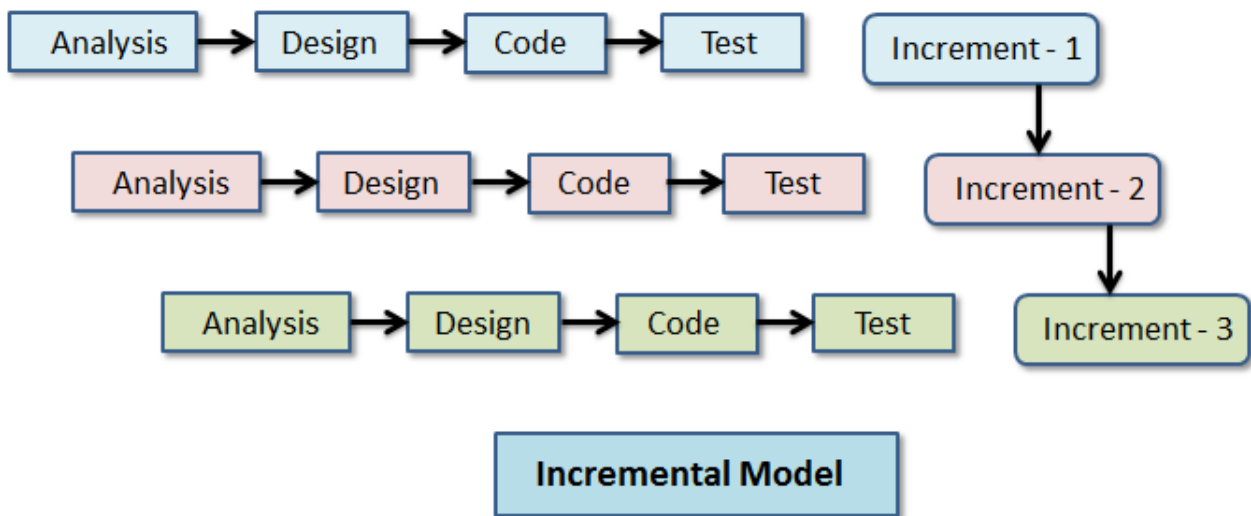 Analysis Design Code Test Increment - 1
Analysis Design Code Test Increment - 2
Analysis Design Code Test Increment - 3
Incremental Model